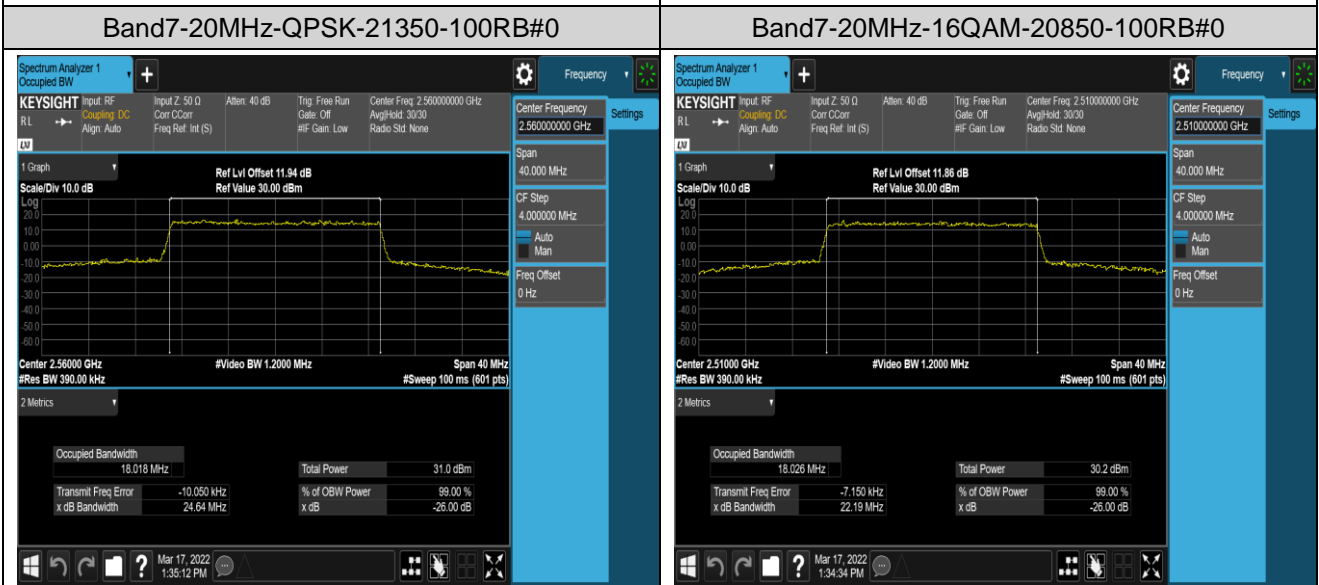 Band7-20MHz-QPSK-21350-100RB#0
Spectrum Analyzer 1
Occupied BW
+
Frequency
KEYSIGHT
RL
LXI
Input: RF
Coupling: DC
Align: Auto
Input Z: 50 Ω
Corr CCorr
Freq Ref: Int (S)
Atten: 40 dB
Trig: Free Run
Gate: Off
#IF Gain: Low
Center Freq: 2.560000000 GHz
Avg|Hold: 30/30
Radio Std: None
Center Frequency
2.560000000 GHz
Settings
Span
40.000 MHz
CF Step
4.000000 MHz
Auto
Man
Freq Offset
0 Hz
1 Graph
Scale/Div 10.0 dB
Ref Lvl Offset 11.94 dB
Ref Value 30.00 dBm
Log
20.0
10.0
0.00
-10.0
-20.0
-30.0
-40.0
-50.0
-60.0
Center 2.56000 GHz
#Video BW 1.2000 MHz
Span 40 MHz
#Res BW 390.00 kHz
#Sweep 100 ms (601 pts)
2 Metrics
Occupied Bandwidth
18.018 MHz
Total Power 31.0 dBm
Transmit Freq Error -10.050 kHz
% of OBW Power 99.00 %
x dB Bandwidth 24.64 MHz
x dB -26.00 dB
?
Mar 17, 2022
1:35:12 PM
Band7-20MHz-16QAM-20850-100RB#0
Spectrum Analyzer 1
Occupied BW
+
Frequency
KEYSIGHT
RL
LXI
Input: RF
Coupling: DC
Align: Auto
Input Z: 50 Ω
Corr CCorr
Freq Ref: Int (S)
Atten: 40 dB
Trig: Free Run
Gate: Off
#IF Gain: Low
Center Freq: 2.510000000 GHz
Avg|Hold: 30/30
Radio Std: None
Center Frequency
2.510000000 GHz
Settings
Span
40.000 MHz
CF Step
4.000000 MHz
Auto
Man
Freq Offset
0 Hz
1 Graph
Scale/Div 10.0 dB
Ref Lvl Offset 11.86 dB
Ref Value 30.00 dBm
Log
20.0
10.0
0.00
-10.0
-20.0
-30.0
-40.0
-50.0
-60.0
Center 2.51000 GHz
#Video BW 1.2000 MHz
Span 40 MHz
#Res BW 390.00 kHz
#Sweep 100 ms (601 pts)
2 Metrics
Occupied Bandwidth
18.026 MHz
Total Power 30.2 dBm
Transmit Freq Error -7.150 kHz
% of OBW Power 99.00 %
x dB Bandwidth 22.19 MHz
x dB -26.00 dB
?
Mar 17, 2022
1:34:34 PM